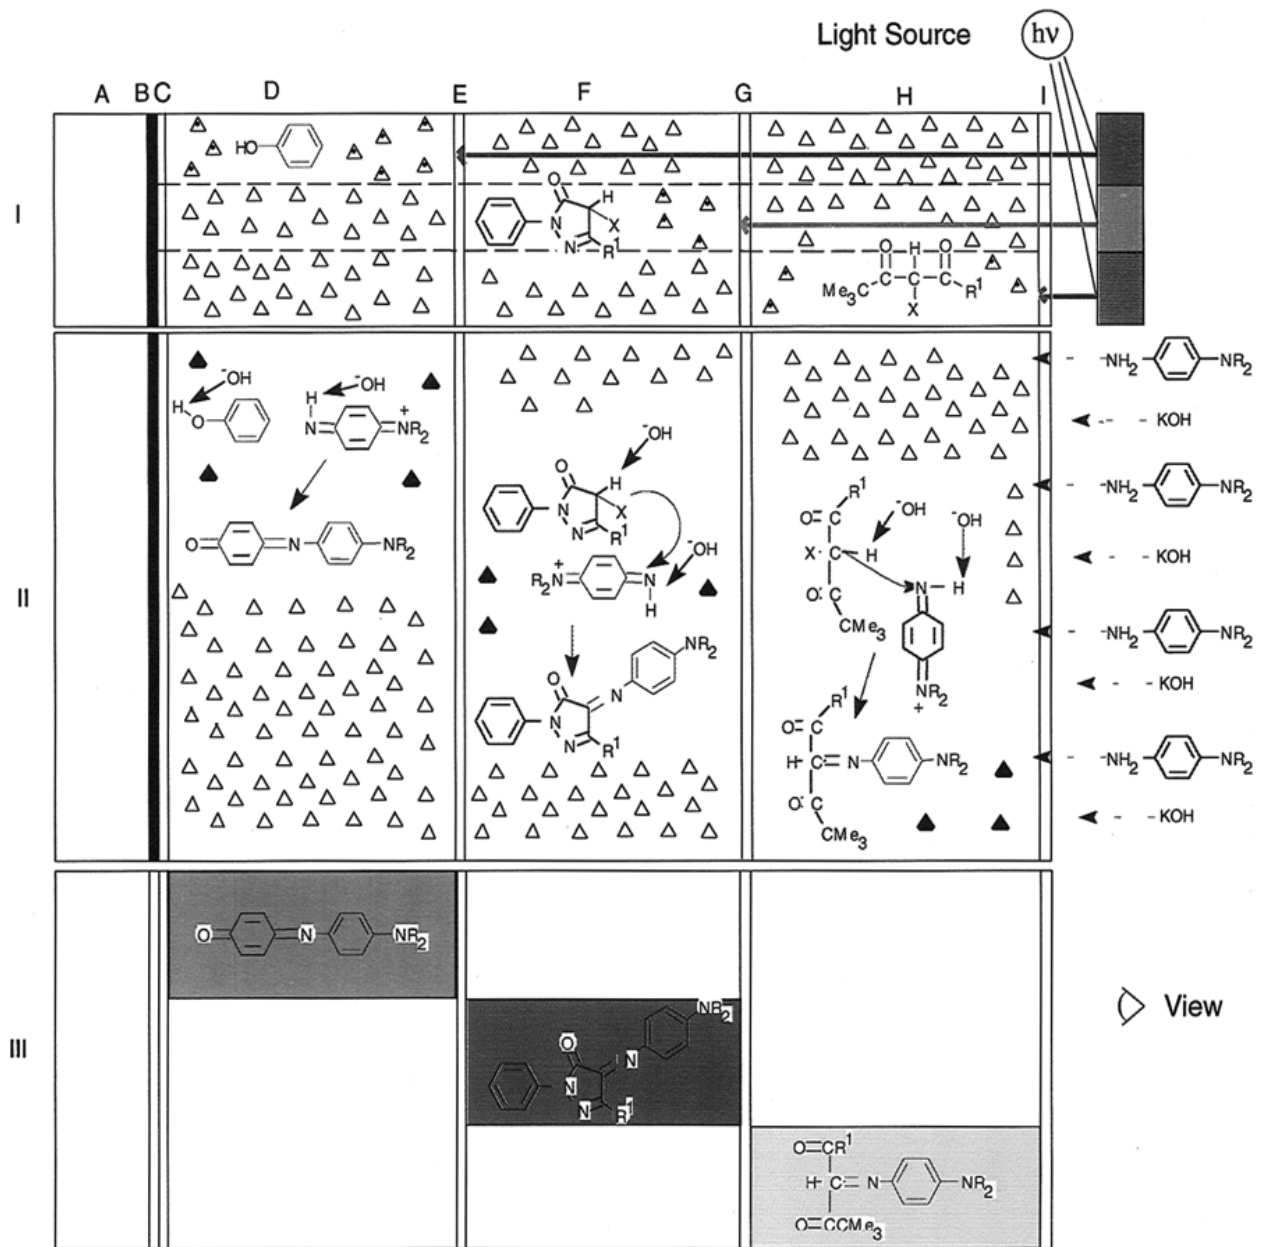 Light Source hν
A B C D E F G H I
I
HO
O H
N X
N R¹
O H O
Me₃C C C C R¹
X
II
⁻OH ⁻OH
H H
O N NR₂
+
O N NR₂
⁻OH
O H
N X
N R¹
⁻OH
+
R₂N N
H
NR₂
O N
N
N R¹
R¹
O C ⁻OH ⁻OH
X C H
N H
O C
CMe₃
NR₂
+
R¹
O C
H C N NR₂
O C
CMe₃
NH₂ NR₂
KOH
NH₂ NR₂
KOH
NH₂ NR₂
KOH
NH₂ NR₂
KOH
III
O N NR₂
NR₂
O N
N
N R¹
O CR¹
H C N NR₂
O CCMe₃
View